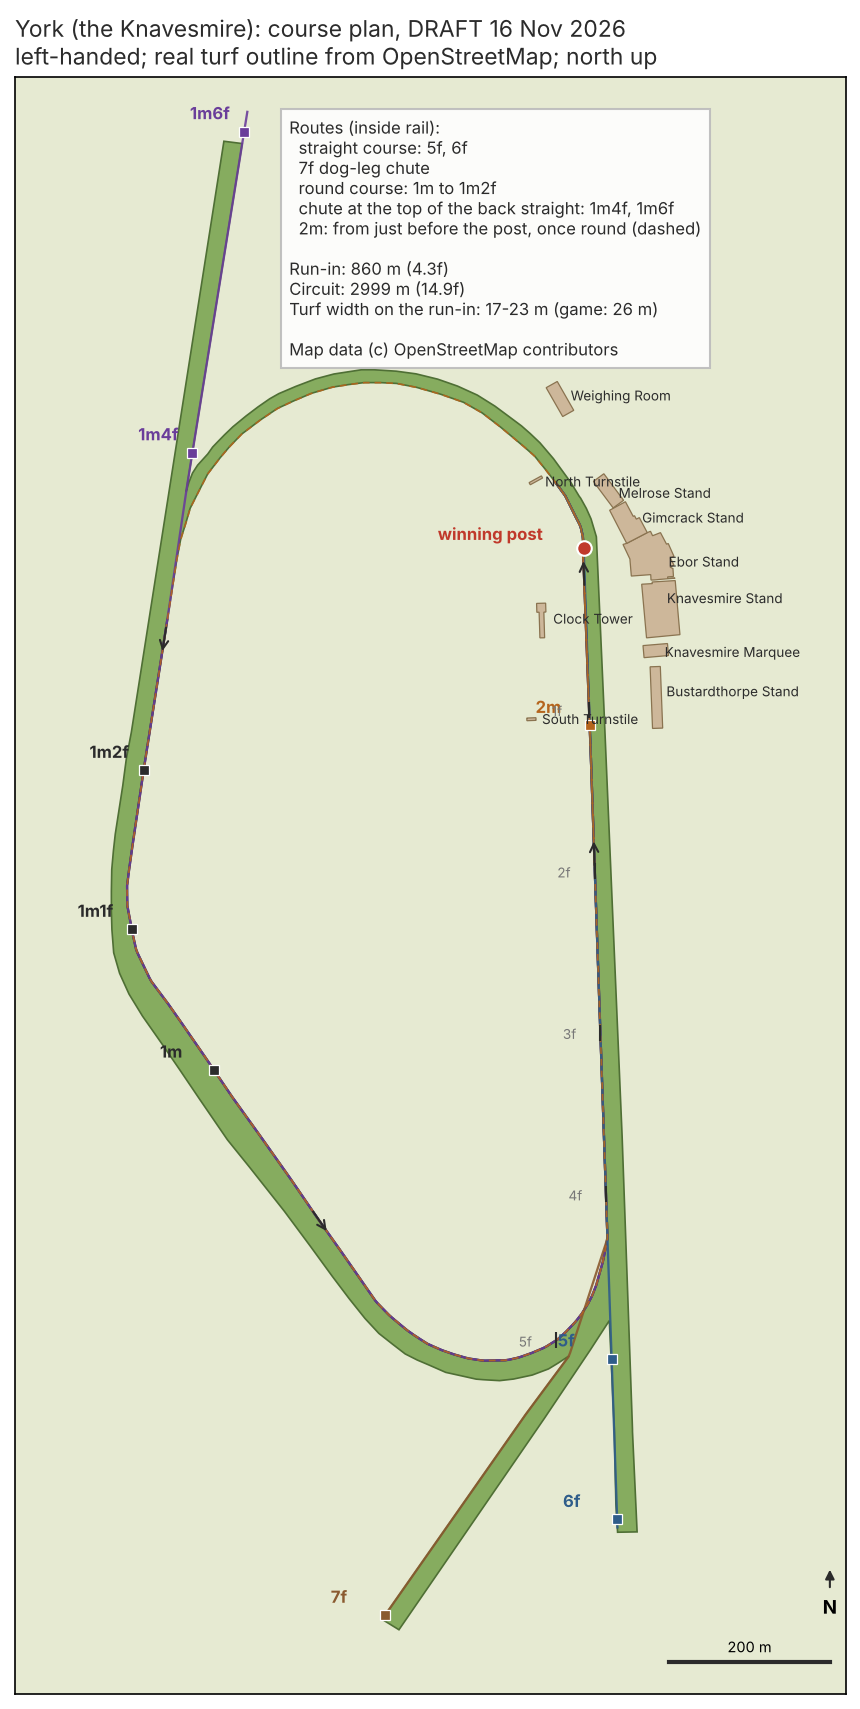 York (the Knavesmire): course plan, DRAFT 16 Nov 2026
left-handed; real turf outline from OpenStreetMap; north up
1m6f
Routes (inside rail):
straight course: 5f, 6f
7f dog-leg chute
round course: 1m to 1m2f
chute at the top of the back straight: 1m4f, 1m6f
2m: from just before the post, once round (dashed)
Run-in: 860 m (4.3f)
Circuit: 2999 m (14.9f)
Turf width on the run-in: 17-23 m (game: 26 m)
Map data (c) OpenStreetMap contributors
Weighing Room
1m4f
North Turnstile
Melrose Stand
Gimcrack Stand
winning post
Ebor Stand
Knavesmire Stand
Clock Tower
Knavesmire Marquee
Bustardthorpe Stand
2m
South Turnstile
1m2f
2f
1m1f
3f
1m
4f
5f
5f
6f
7f
N
200 m